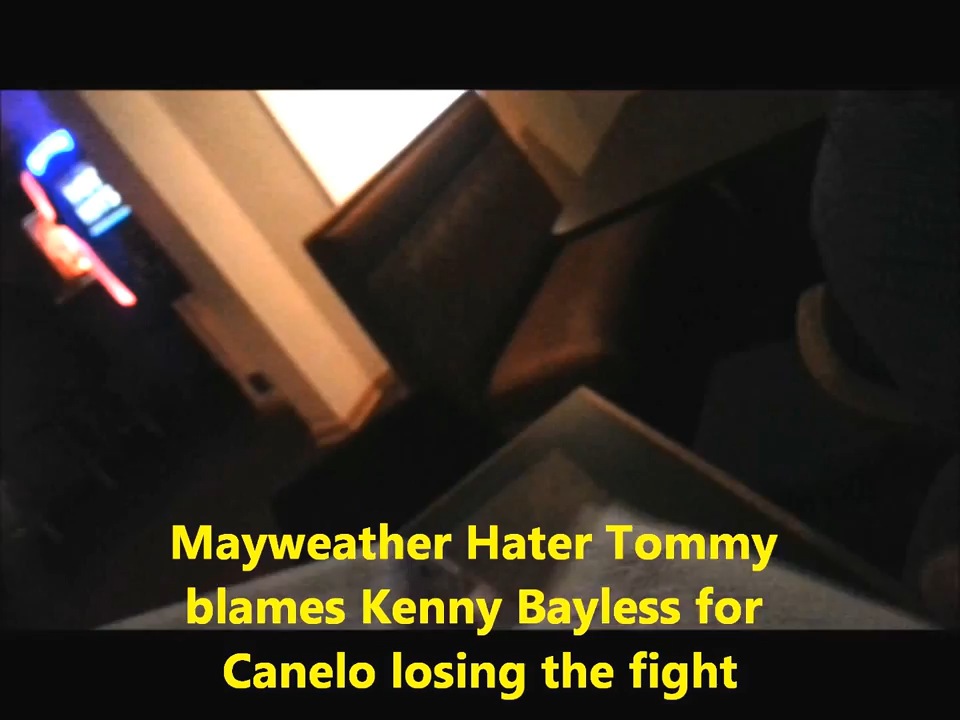 Mayweather Hater Tommy
blames Kenny Bayless for
Canelo losing the fight